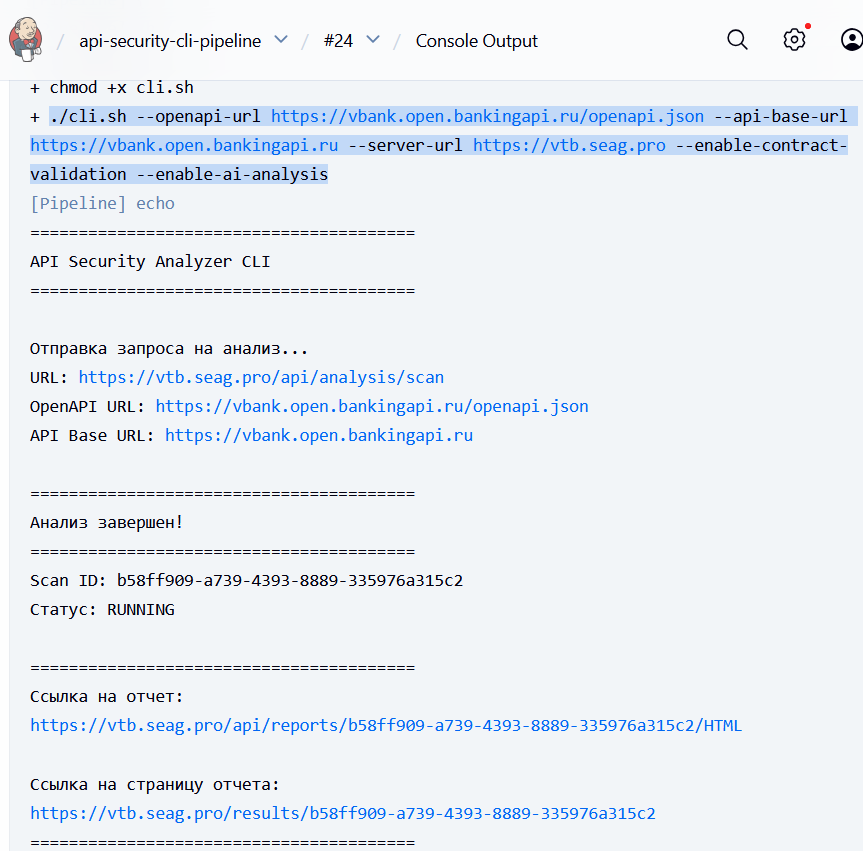 / api-security-cli-pipeline / #24 / Console Output
+ chmod +x cli.sh
+ ./cli.sh --openapi-url https://vbank.open.bankingapi.ru/openapi.json --api-base-url
https://vbank.open.bankingapi.ru --server-url https://vtb.seag.pro --enable-contract-
validation --enable-ai-analysis
[Pipeline] echo
========================================
API Security Analyzer CLI
========================================
Отправка запроса на анализ...
URL: https://vtb.seag.pro/api/analysis/scan
OpenAPI URL: https://vbank.open.bankingapi.ru/openapi.json
API Base URL: https://vbank.open.bankingapi.ru
========================================
Анализ завершен!
========================================
Scan ID: b58ff909-a739-4393-8889-335976a315c2
Статус: RUNNING
========================================
Ссылка на отчет:
https://vtb.seag.pro/api/reports/b58ff909-a739-4393-8889-335976a315c2/HTML
Ссылка на страницу отчета:
https://vtb.seag.pro/results/b58ff909-a739-4393-8889-335976a315c2
========================================